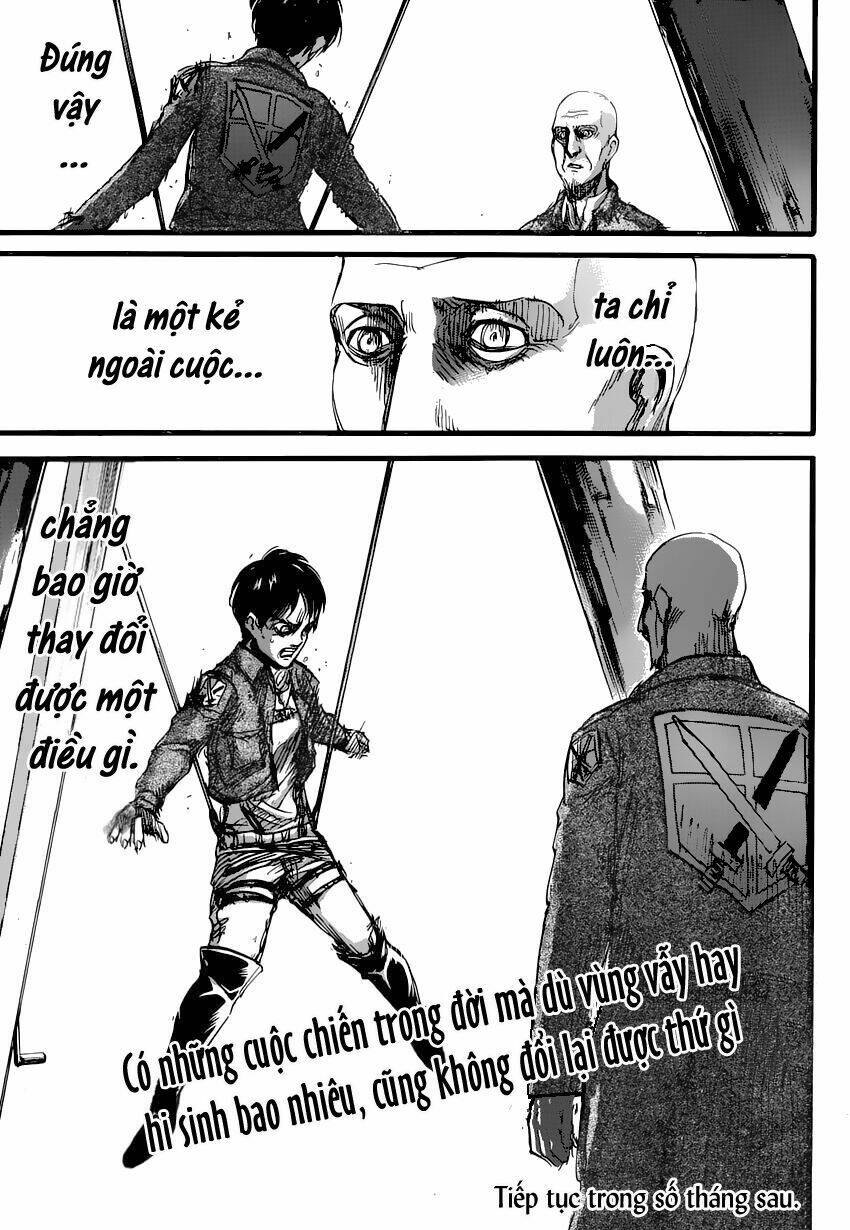 Đúng
vậy
...
ta chỉ
luôn...
là một kẻ
ngoài cuộc...
chẳng
bao giờ
thay đổi
được một
điều gì.
Có những cuộc chiến trong đời mà dù vùng vẫy hay
hi sinh bao nhiêu, cũng không đổi lại được thứ gì
Tiếp tục trong số tháng sau.